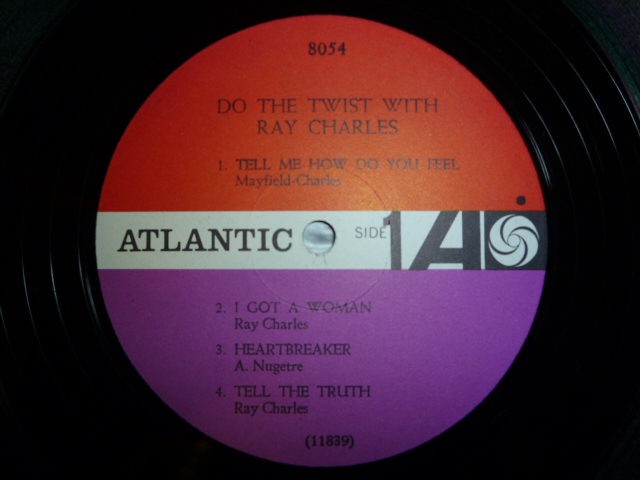 8054
DO THE TWIST WITH
RAY CHARLES
1. TELL ME HOW DO YOU FEEL
Mayfield-Charles
ATLANTIC SIDE 1 A
2. I GOT A WOMAN
Ray Charles
3. HEARTBREAKER
A. Nugetre
4. TELL THE TRUTH
Ray Charles
(11839)